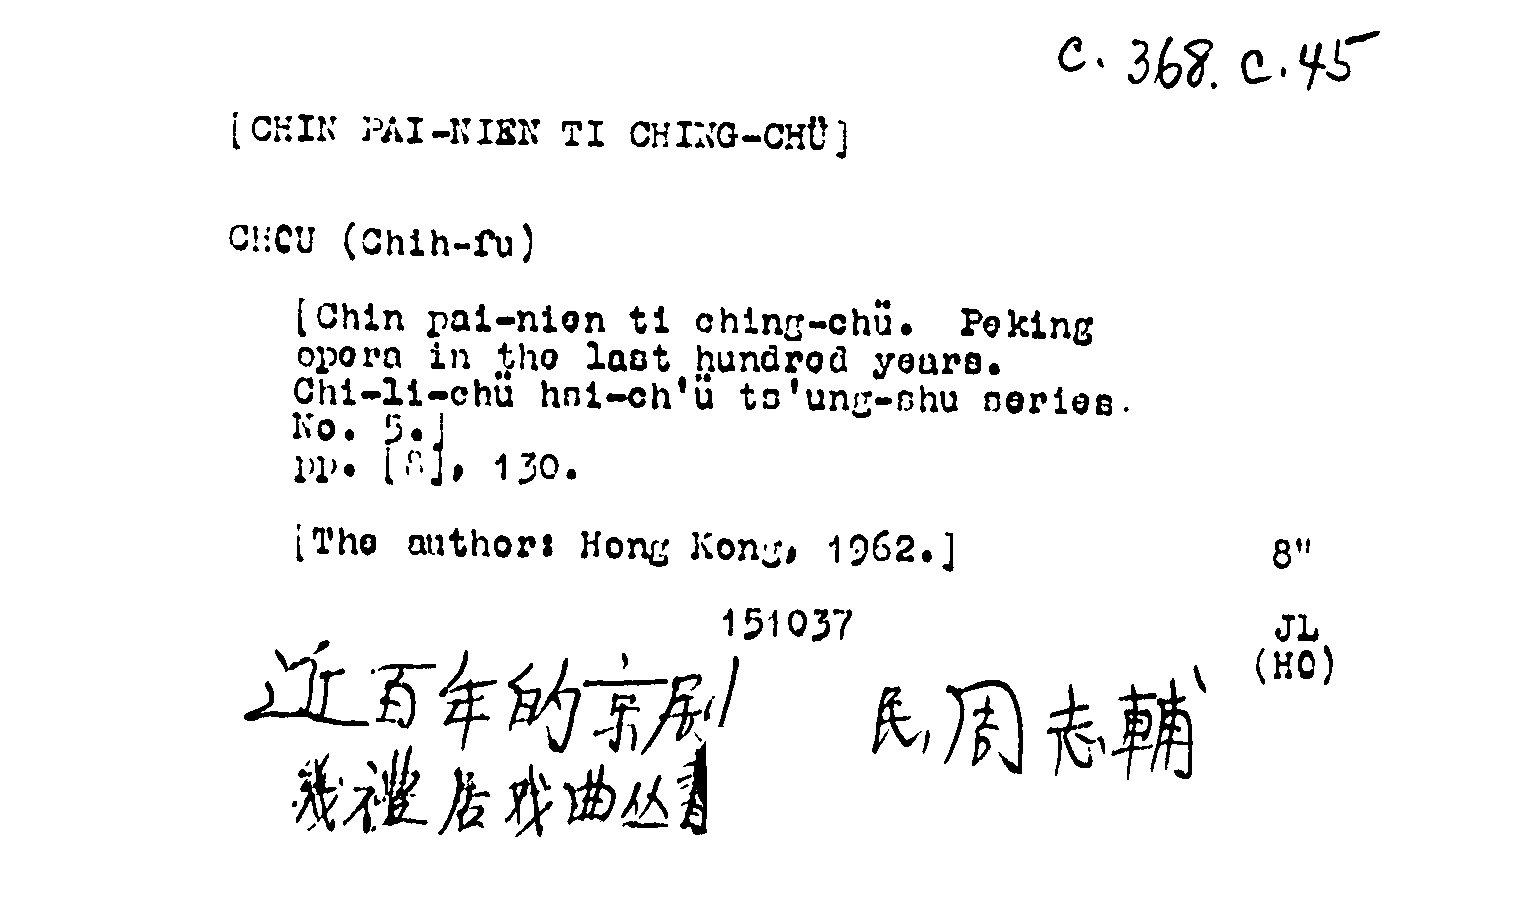 c. 368. c. 45
[CHIN PAI-NIEN TI CHING-CHÜ]
CHOU (Chih-fu)
[Chin pai-nien ti ching-chü. Peking
opera in the last hundred years.
Chi-li-chü hsi-ch'ü ts'ung-shu series.
No. 5.]
pp. [8], 130.
[The author: Hong Kong, 1962.] 8"
151037 JL
(HO)
近百年的京剧 民,周志輔
幾禮居戏曲丛書